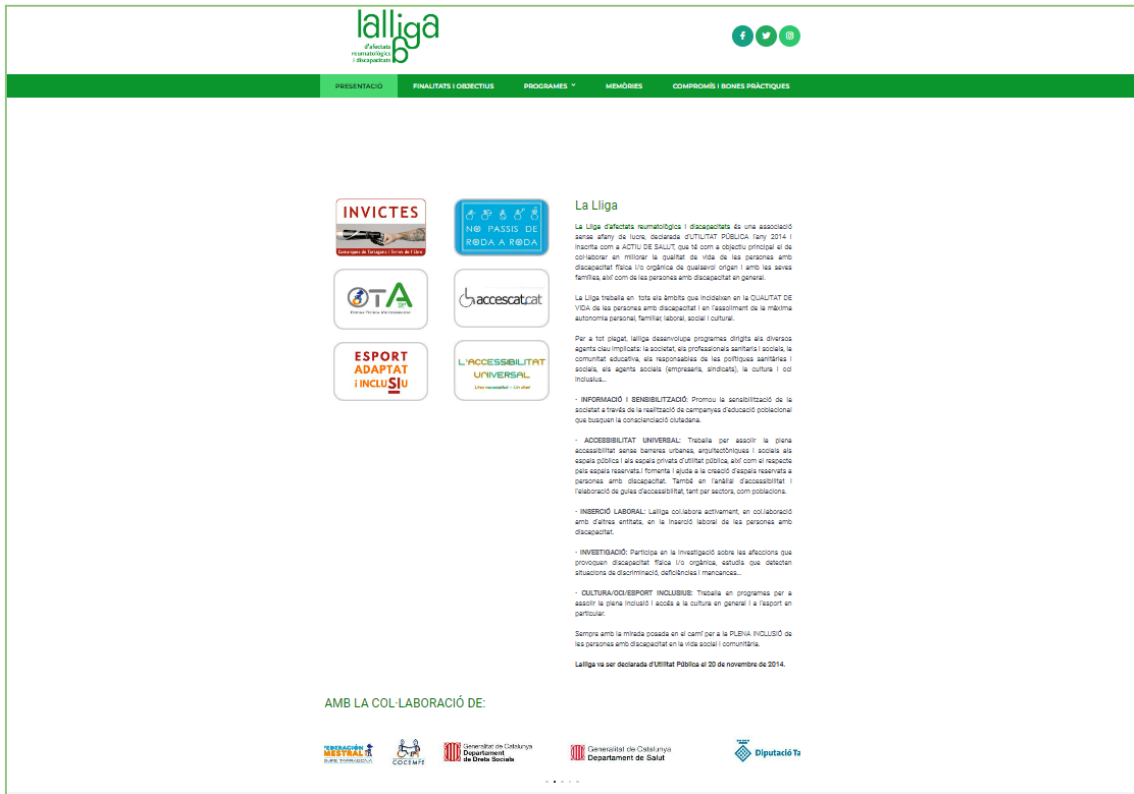 lalliga
d'afectats
reumatològics
i discapacitats
PRESENTACIÓ
FINALITATS I OBJECTIUS
PROGRAMES
MEMÒRIES
COMPROMÍS I BONES PRÀCTIQUES
INVICTES
Comarques de Tarragona i Terres de l'Ebre
NO PASSIS DE
RODA A RODA
OTA
accescat.cat
ESPORT
ADAPTAT
i INCLUSIU
L'ACCESSIBILITAT
UNIVERSAL
Una necessitat - Un dret
La Lliga
La Lliga d'afectats reumatològics i discapacitats és una associació
sense afany de lucre, declarada d'UTILITAT PÚBLICA l'any 2014 i
inscrita com a ACTIU DE SALUT, que té com a objectiu principal el de
col·laborar en millorar la qualitat de vida de les persones amb
discapacitat física i/o orgànica de qualsevol origen i amb les seves
famílies, així com de les persones amb discapacitat en general.
La Lliga treballa en tots els àmbits que incideixen en la QUALITAT DE
VIDA de les persones amb discapacitat i en l'assoliment de la màxima
autonomia personal, familiar, laboral, social i cultural.
Per a tot plegat, lalliga desenvolupa programes dirigits als diversos
agents clau implicats: la societat, els professionals sanitaris i socials, la
comunitat educativa, els responsables de les polítiques sanitàries i
socials, els agents socials (empresaris, sindicats), la cultura i oci
inclusius...
- INFORMACIÓ I SENSIBILITZACIÓ: Promou la sensibilització de la
societat a través de la realització de campanyes d'educació poblacional
que busquen la conscienciació ciutadana.
- ACCESSIBILITAT UNIVERSAL: Treballa per assolir la plena
accessibilitat sense barreres urbanes, arquitectòniques i socials als
espais públics i als espais privats d'utilitat pública, així com el respecte
pels espais reservats.I fomenta i ajuda a la creació d'espais reservats a
persones amb discapacitat. També en l'anàlisi d'accessibilitat i
l'elaboració de guies d'accessibilitat, tant per sectors, com poblacions.
- INSERCIÓ LABORAL: Lalliga col.labora activament, en col.laboració
amb d'altres entitats, en la inserció laboral de les persones amb
discapacitat.
- INVESTIGACIÓ: Participa en la investigació sobre les afeccions que
provoquen discapacitat física i/o orgànica, estudis que detecten
situacions de discriminació, deficiències i mancances...
- CULTURA/OCI/ESPORT INCLUSIUS: Treballa en programes per a
assolir la plena inclusió i accés a la cultura en general i a l'esport en
particular.
Sempre amb la mirada posada en el camí per a la PLENA INCLUSIÓ de
les persones amb discapacitat en la vida social i comunitària.
Lalliga va ser declarada d'Utilitat Pública el 20 de novembre de 2014.
AMB LA COL·LABORACIÓ DE:
FEDERACIÓN
MESTRAL
COCEMFE
Generalitat de Catalunya
Departament
de Drets Socials
Generalitat de Catalunya
Departament de Salut
Diputació Ta